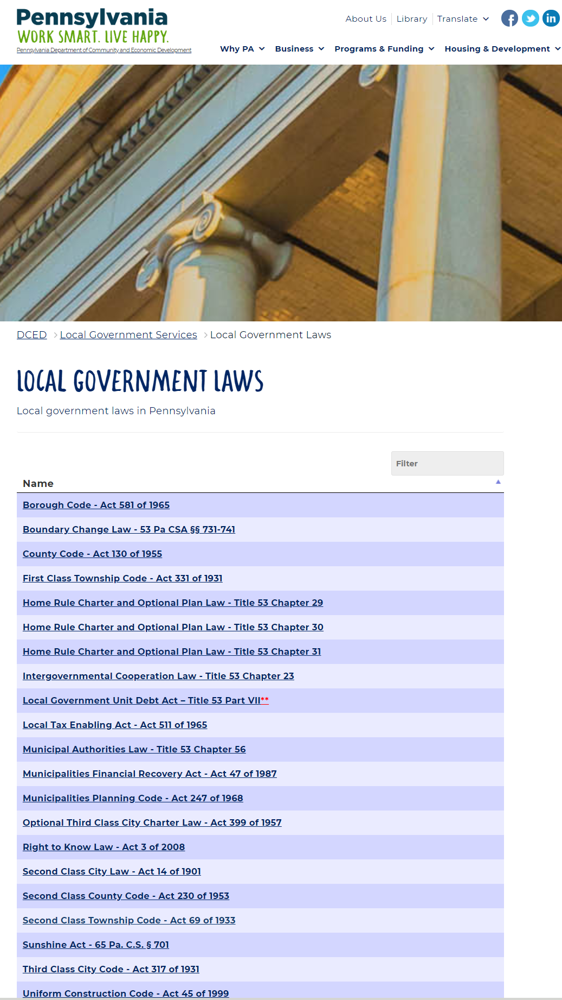 Pennsylvania
WORK SMART. LIVE HAPPY.
Pennsylvania Department of Community and Economic Development
About Us
Library
Translate
Why PA
Business
Programs & Funding
Housing & Development
DCED > Local Government Services > Local Government Laws
LOCAL GOVERNMENT LAWS
Local government laws in Pennsylvania
Filter
Name
Borough Code - Act 581 of 1965
Boundary Change Law - 53 Pa CSA §§ 731-741
County Code - Act 130 of 1955
First Class Township Code - Act 331 of 1931
Home Rule Charter and Optional Plan Law - Title 53 Chapter 29
Home Rule Charter and Optional Plan Law - Title 53 Chapter 30
Home Rule Charter and Optional Plan Law - Title 53 Chapter 31
Intergovernmental Cooperation Law - Title 53 Chapter 23
Local Government Unit Debt Act – Title 53 Part VII**
Local Tax Enabling Act - Act 511 of 1965
Municipal Authorities Law - Title 53 Chapter 56
Municipalities Financial Recovery Act - Act 47 of 1987
Municipalities Planning Code - Act 247 of 1968
Optional Third Class City Charter Law - Act 399 of 1957
Right to Know Law - Act 3 of 2008
Second Class City Law - Act 14 of 1901
Second Class County Code - Act 230 of 1953
Second Class Township Code - Act 69 of 1933
Sunshine Act - 65 Pa. C.S. § 701
Third Class City Code - Act 317 of 1931
Uniform Construction Code - Act 45 of 1999